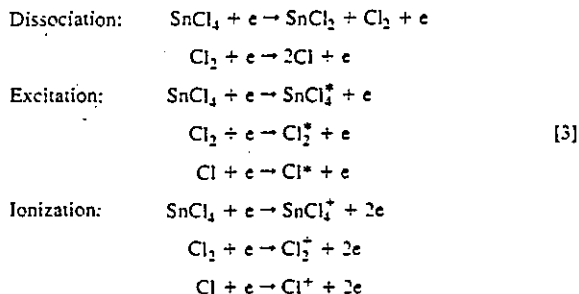 Dissociation: SnCl₄ + e → SnCl₂ + Cl₂ + e
Cl₂ + e → 2Cl + e
Excitation: SnCl₄ + e → SnCl₄* + e
Cl₂ + e → Cl₂* + e [3]
Cl + e → Cl* + e
Ionization: SnCl₄ + e → SnCl₄⁺ + 2e
Cl₂ + e → Cl₂⁺ + 2e
Cl + e → Cl⁺ + 2e